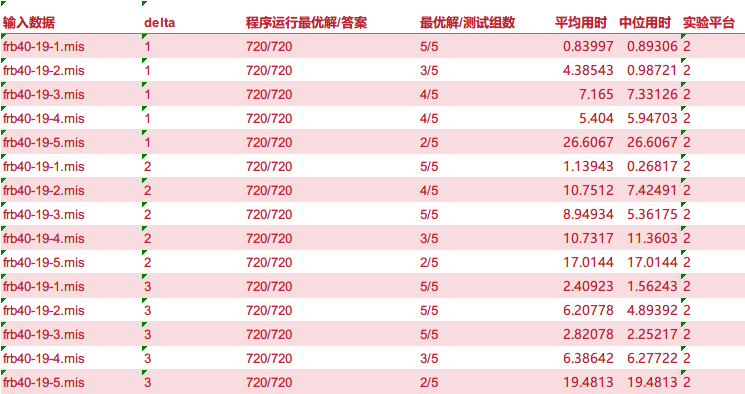 输入数据 delta 程序运行最优解/答案 最优解/测试组数 平均用时 中位用时 实验平台
frb40-19-1.mis 1 720/720 5/5 0.83997 0.89306 2
frb40-19-2.mis 1 720/720 3/5 4.38543 0.98721 2
frb40-19-3.mis 1 720/720 4/5 7.165 7.33126 2
frb40-19-4.mis 1 720/720 4/5 5.404 5.94703 2
frb40-19-5.mis 1 720/720 2/5 26.6067 26.6067 2
frb40-19-1.mis 2 720/720 5/5 1.13943 0.26817 2
frb40-19-2.mis 2 720/720 4/5 10.7512 7.42491 2
frb40-19-3.mis 2 720/720 5/5 8.94934 5.36175 2
frb40-19-4.mis 2 720/720 3/5 10.7317 11.3603 2
frb40-19-5.mis 2 720/720 2/5 17.0144 17.0144 2
frb40-19-1.mis 3 720/720 5/5 2.40923 1.56243 2
frb40-19-2.mis 3 720/720 5/5 6.20778 4.89392 2
frb40-19-3.mis 3 720/720 5/5 2.82078 2.25217 2
frb40-19-4.mis 3 720/720 3/5 6.38642 6.27722 2
frb40-19-5.mis 3 720/720 2/5 19.4813 19.4813 2